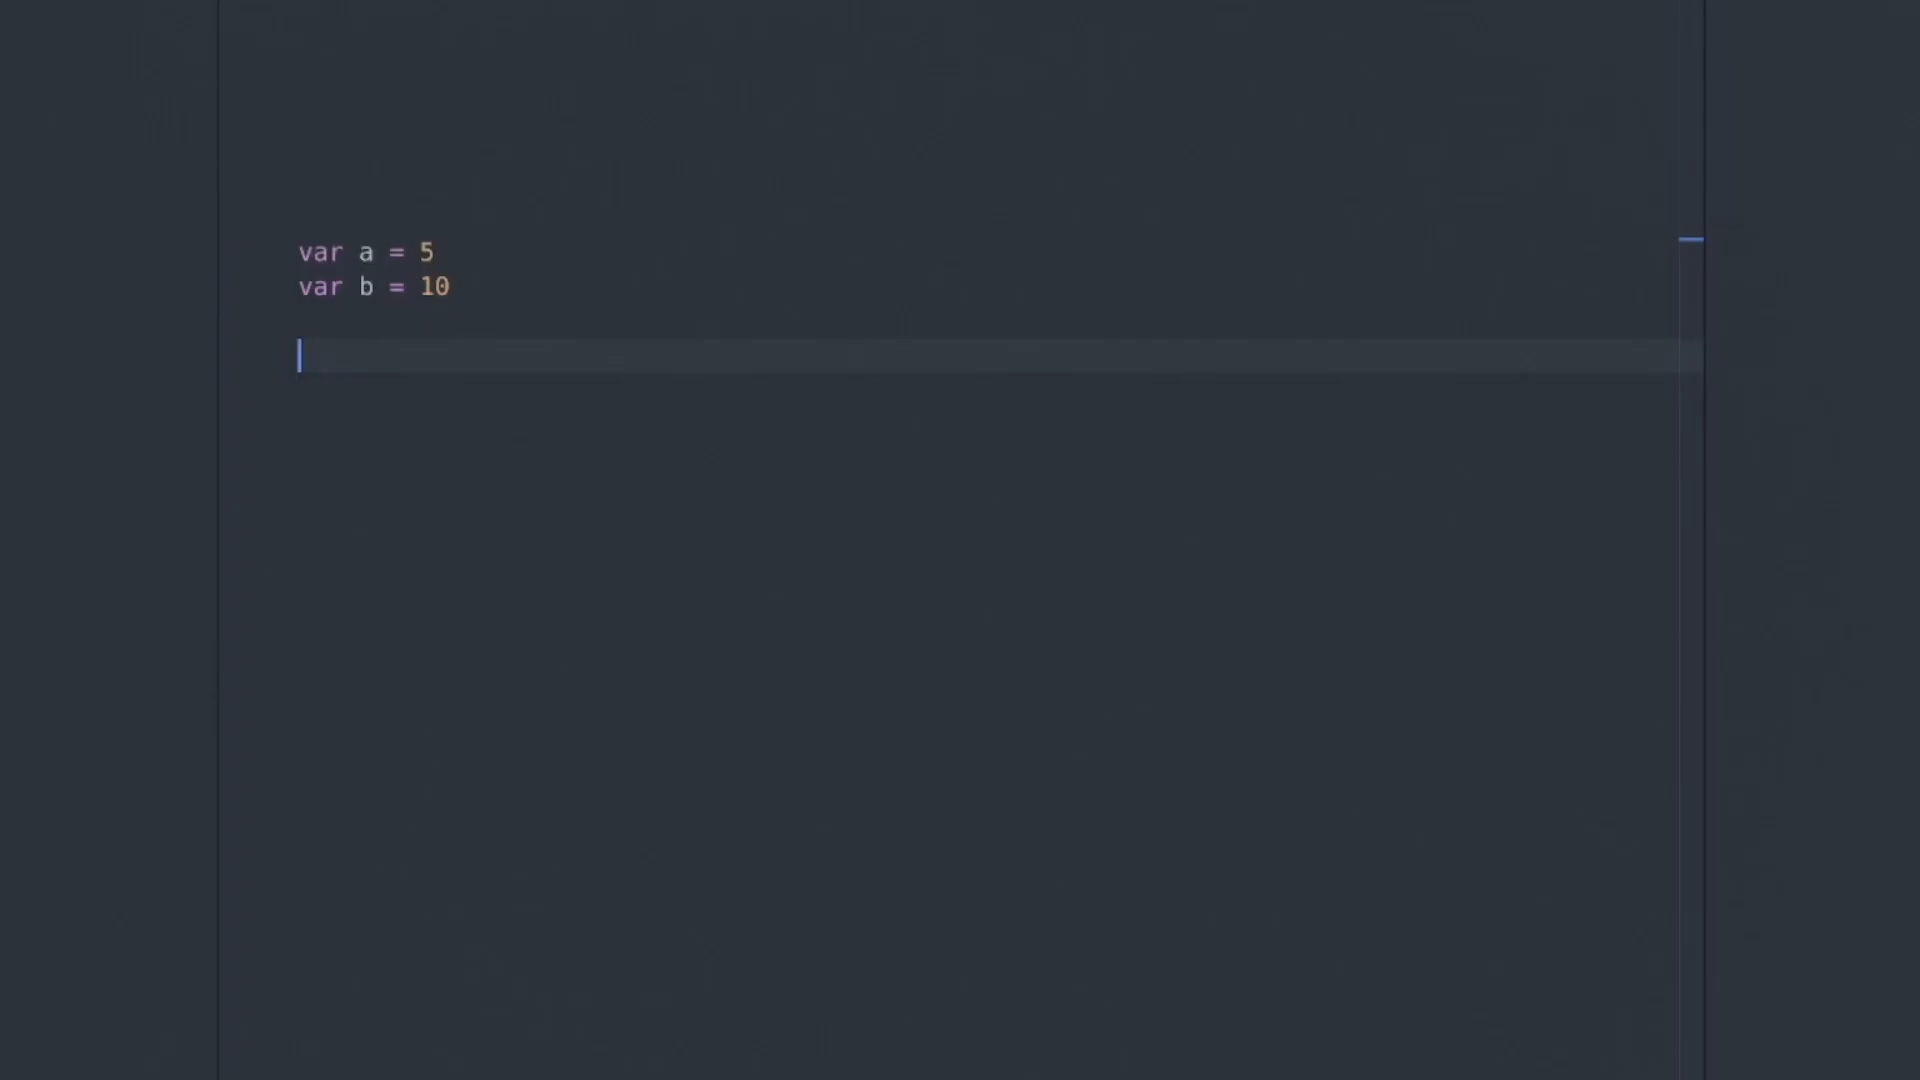 var a = 5
var b = 10